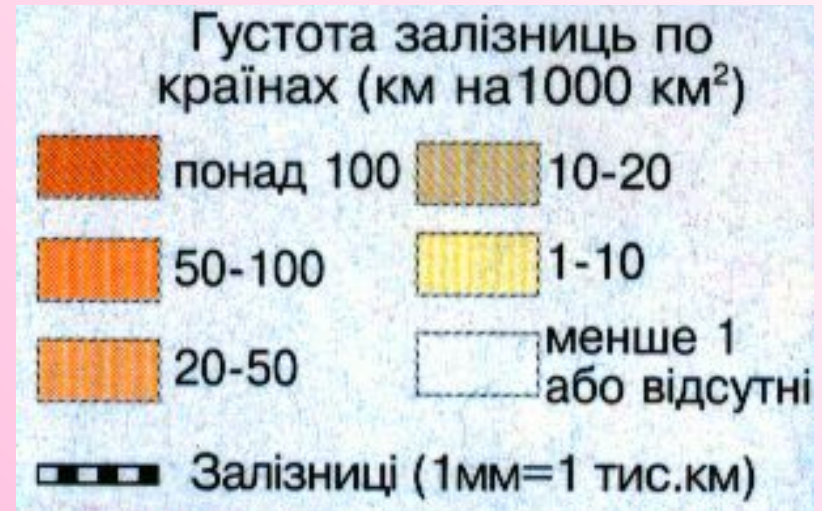 Густота залізниць по
країнах (км на1000 км²)
понад 100
10-20
50-100
1-10
20-50
менше 1
або відсутні
Залізниці (1мм=1 тис.км)